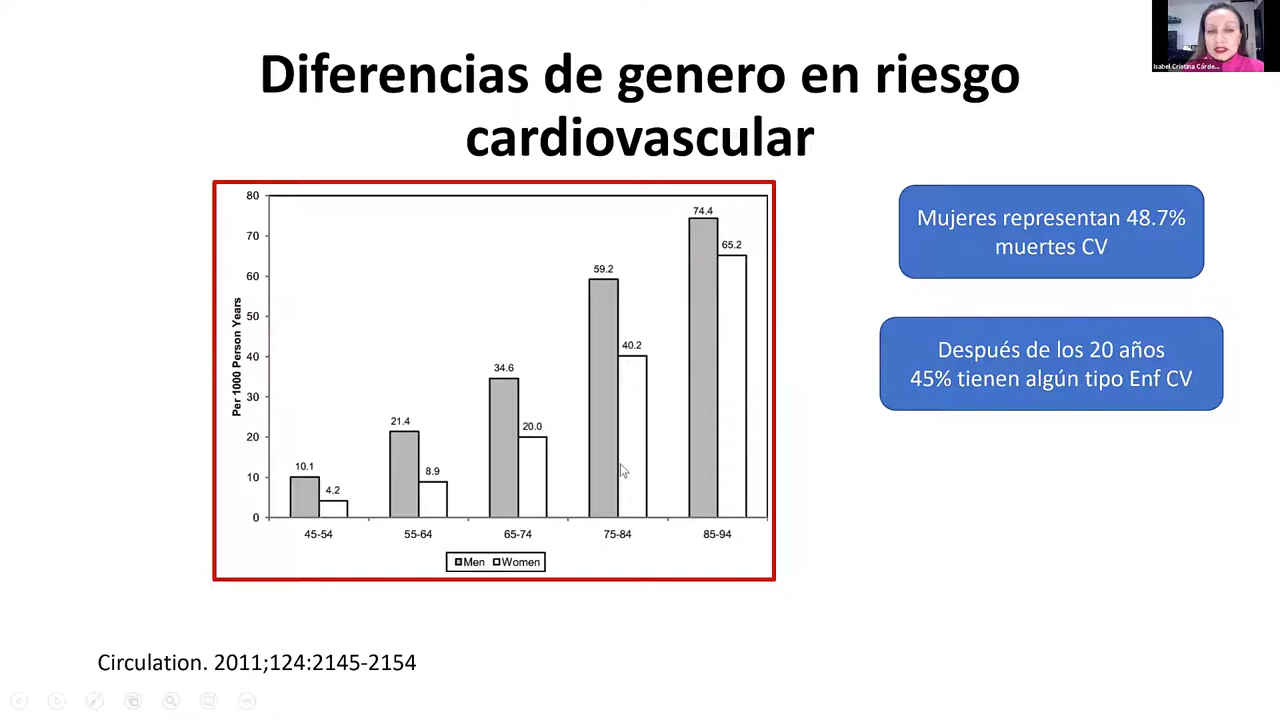 Isabel Cristina Cárde...
Diferencias de genero en riesgo
cardiovascular
80
70
60
50
40
30
20
10
0
Per 1000 Person Years
10.1
4.2
21.4
8.9
34.6
20.0
59.2
40.2
74.4
65.2
45-54
55-64
65-74
75-84
85-94
Men Women
Mujeres representan 48.7%
muertes CV
Después de los 20 años
45% tienen algún tipo Enf CV
Circulation. 2011;124:2145-2154